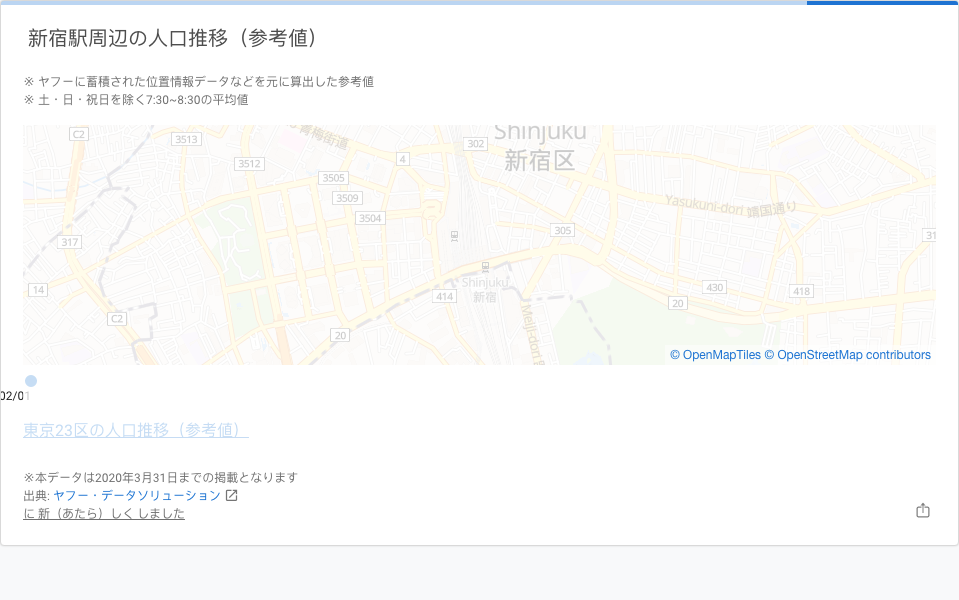 新宿駅周辺の人口推移（参考値）
※ ヤフーに蓄積された位置情報データなどを元に算出した参考値
※ 土・日・祝日を除く7:30~8:30の平均値
Shinjuku
新宿区
青梅街道
C2
3513
3512
4
302
3505
3509
3504
Yasukuni-dori 靖国通り
317
305
31
14
Shinjuku
新宿
414
430
418
20
C2
20
Meiji-dori
© OpenMapTiles © OpenStreetMap contributors
02/01
東京23区の人口推移（参考値）
※本データは2020年3月31日までの掲載となります
出典: ヤフー・データソリューション
に 新（あたら）しく しました